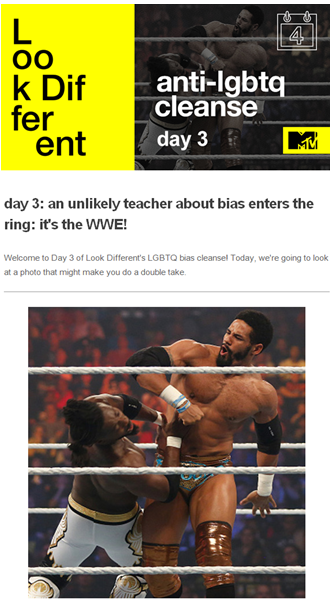 L
oo
k Dif
fer
ent
4
anti-lgbtq
cleanse
day 3
MTV
day 3: an unlikely teacher about bias enters the
ring: it's the WWE!
Welcome to Day 3 of Look Different's LGBTQ bias cleanse! Today, we're going to look
at a photo that might make you do a double take.